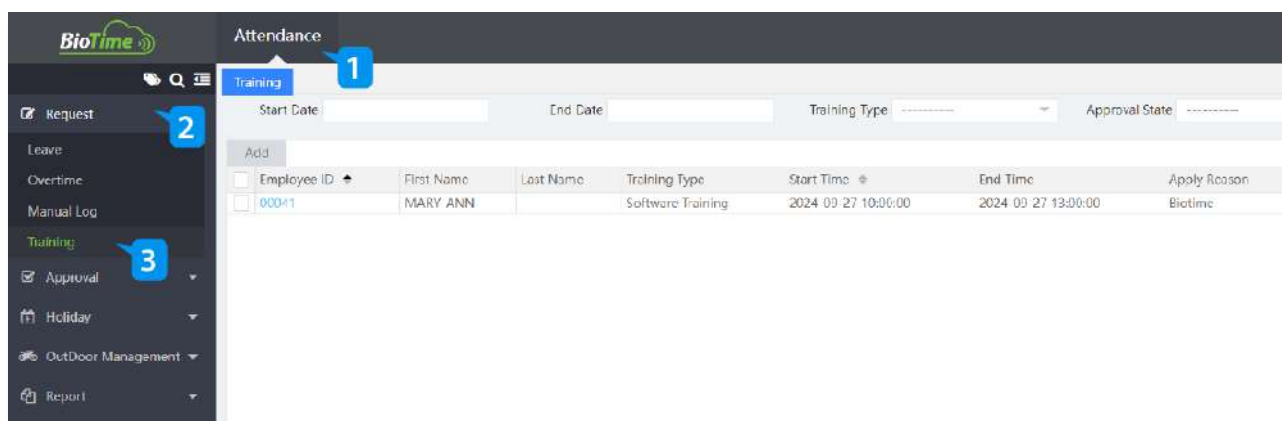 BioTime
Attendance
1
Training
Request
2
Start Date End Date Training Type ---------- Approval State ----------
Leave
Add
Overtime
Employee ID First Name Last Name Training Type Start Time End Time Apply Reason
00041 MARY ANN Software Training 2024-09-27 10:00:00 2024-09-27 13:00:00 Biotime
Manual Log
Training
3
Approval
Holiday
OutDoor Management
Report